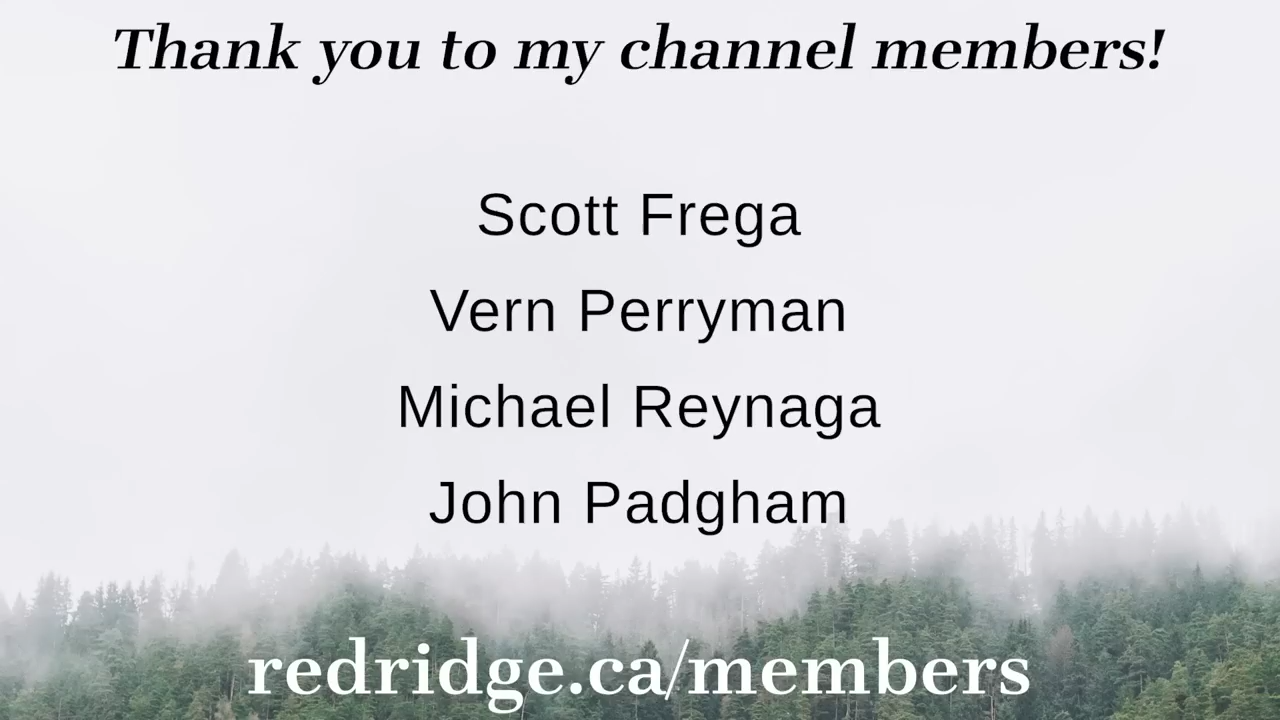 Thank you to my channel members!
Scott Frega
Vern Perryman
Michael Reynaga
John Padgham
redridge.ca/members